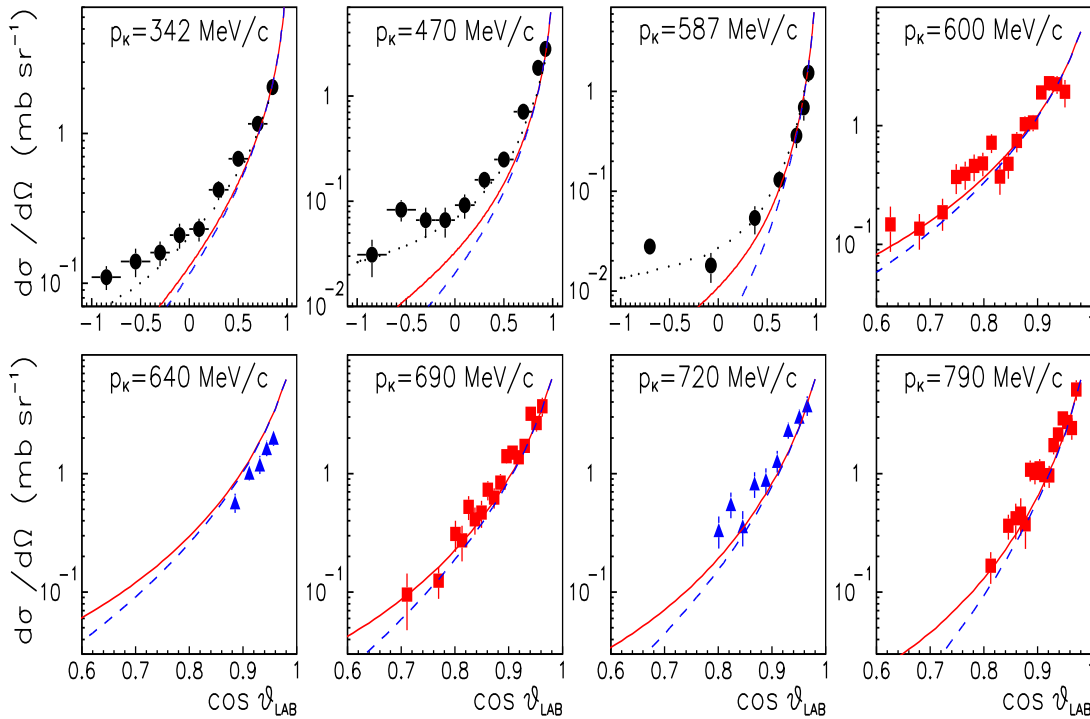 dσ/dΩ (mb sr⁻¹)
p_K=342 MeV/c
1
10⁻¹
-1 -0.5 0 0.5 1
p_K=470 MeV/c
1
10⁻¹
10⁻²
-1 -0.5 0 0.5 1
p_K=587 MeV/c
1
10⁻¹
10⁻²
-1 -0.5 0 0.5 1
p_K=600 MeV/c
1
10⁻¹
0.6 0.7 0.8 0.9 1
dσ/dΩ (mb sr⁻¹)
p_K=640 MeV/c
1
10⁻¹
0.6 0.7 0.8 0.9 1
cos ϑ_LAB
p_K=690 MeV/c
1
10⁻¹
0.6 0.7 0.8 0.9 1
cos ϑ_LAB
p_K=720 MeV/c
1
10⁻¹
0.6 0.7 0.8 0.9 1
cos ϑ_LAB
p_K=790 MeV/c
1
10⁻¹
0.6 0.7 0.8 0.9 1
cos ϑ_LAB